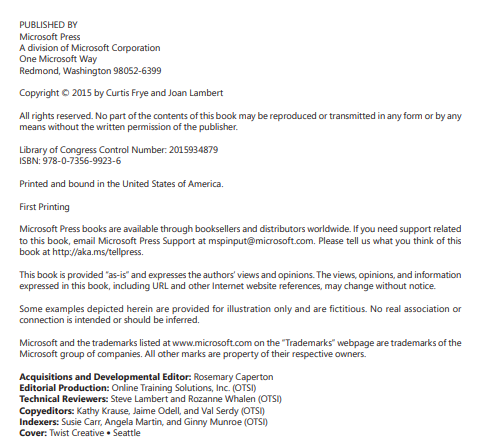 PUBLISHED BY
Microsoft Press
A division of Microsoft Corporation
One Microsoft Way
Redmond, Washington 98052-6399
Copyright © 2015 by Curtis Frye and Joan Lambert
All rights reserved. No part of the contents of this book may be reproduced or transmitted in any form or by any
means without the written permission of the publisher.
Library of Congress Control Number: 2015934879
ISBN: 978-0-7356-9923-6
Printed and bound in the United States of America.
First Printing
Microsoft Press books are available through booksellers and distributors worldwide. If you need support related
to this book, email Microsoft Press Support at mspinput@microsoft.com. Please tell us what you think of this
book at http://aka.ms/tellpress.
This book is provided “as-is” and expresses the authors’ views and opinions. The views, opinions, and information
expressed in this book, including URL and other Internet website references, may change without notice.
Some examples depicted herein are provided for illustration only and are fictitious. No real association or
connection is intended or should be inferred.
Microsoft and the trademarks listed at www.microsoft.com on the “Trademarks” webpage are trademarks of the
Microsoft group of companies. All other marks are property of their respective owners.
Acquisitions and Developmental Editor: Rosemary Caperton
Editorial Production: Online Training Solutions, Inc. (OTSI)
Technical Reviewers: Steve Lambert and Rozanne Whalen (OTSI)
Copyeditors: Kathy Krause, Jaime Odell, and Val Serdy (OTSI)
Indexers: Susie Carr, Angela Martin, and Ginny Munroe (OTSI)
Cover: Twist Creative • Seattle